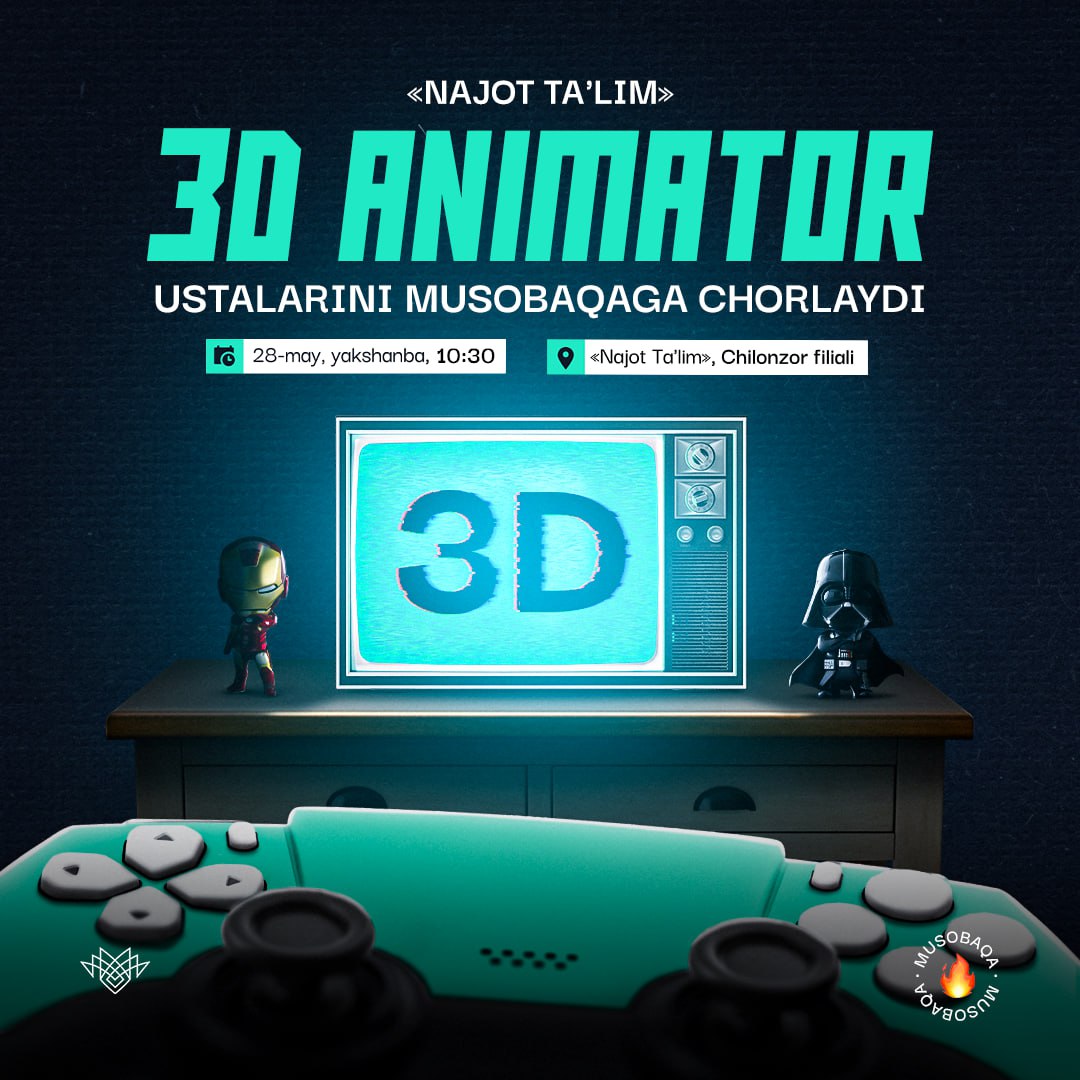 «NAJOT TA’LIM»
3D ANIMATOR
USTALARINI MUSOBAQAGA CHORLAYDI
28-may, yakshanba, 10:30
«Najot Ta'lim», Chilonzor filiali
3D
MUSOBAQA · MUSOBAQA ·